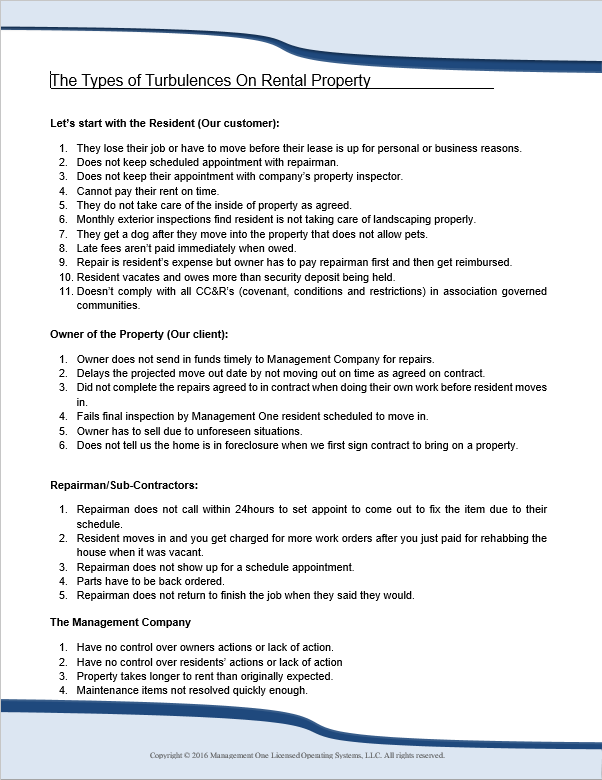 The Types of Turbulences On Rental Property
Let's start with the Resident (Our customer):
1. They lose their job or have to move before their lease is up for personal or business reasons.
2. Does not keep scheduled appointment with repairman.
3. Does not keep their appointment with company's property inspector.
4. Cannot pay their rent on time.
5. They do not take care of the inside of property as agreed.
6. Monthly exterior inspections find resident is not taking care of landscaping properly.
7. They get a dog after they move into the property that does not allow pets.
8. Late fees aren't paid immediately when owed.
9. Repair is resident's expense but owner has to pay repairman first and then get reimbursed.
10. Resident vacates and owes more than security deposit being held.
11. Doesn't comply with all CC&R's (covenant, conditions and restrictions) in association governed
communities.
Owner of the Property (Our client):
1. Owner does not send in funds timely to Management Company for repairs.
2. Delays the projected move out date by not moving out on time as agreed on contract.
3. Did not complete the repairs agreed to in contract when doing their own work before resident moves
in.
4. Fails final inspection by Management One resident scheduled to move in.
5. Owner has to sell due to unforeseen situations.
6. Does not tell us the home is in foreclosure when we first sign contract to bring on a property.
Repairman/Sub-Contractors:
1. Repairman does not call within 24hours to set appoint to come out to fix the item due to their
schedule.
2. Resident moves in and you get charged for more work orders after you just paid for rehabbing the
house when it was vacant.
3. Repairman does not show up for a schedule appointment.
4. Parts have to be back ordered.
5. Repairman does not return to finish the job when they said they would.
The Management Company
1. Have no control over owners actions or lack of action.
2. Have no control over residents' actions or lack of action
3. Property takes longer to rent than originally expected.
4. Maintenance items not resolved quickly enough.
Copyright © 2016 Management One Licensed Operating Systems, LLC. All rights reserved.